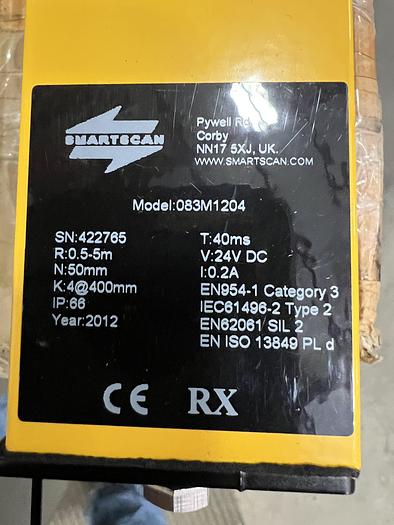 SMARTSCAN
Pywell Rd
Corby
NN17 5XJ, UK.
WWW.SMARTSCAN.COM
Model:083M1204
SN:422765
R:0.5-5m
N:50mm
K:4@400mm
IP:66
Year:2012
T:40ms
V:24V DC
I:0.2A
EN954-1 Category 3
IEC61496-2 Type 2
EN62061 SIL 2
EN ISO 13849 PL d
CE RX